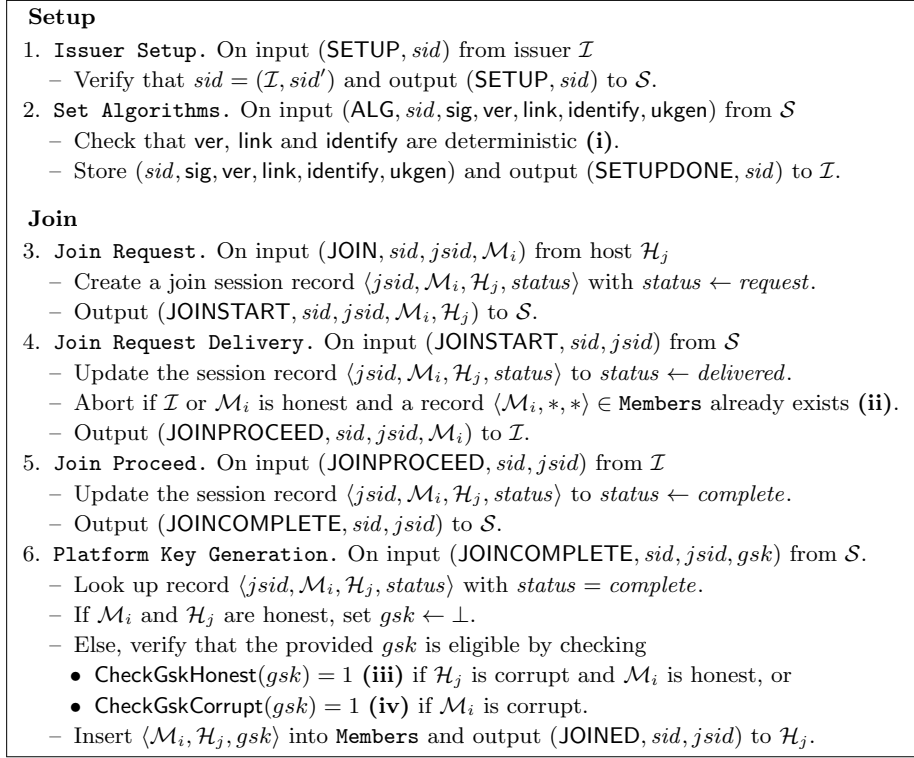 Setup
1. Issuer Setup. On input (SETUP, sid) from issuer ℐ
– Verify that sid = (ℐ, sid′) and output (SETUP, sid) to 𝒮.
2. Set Algorithms. On input (ALG, sid, sig, ver, link, identify, ukgen) from 𝒮
– Check that ver, link and identify are deterministic (i).
– Store (sid, sig, ver, link, identify, ukgen) and output (SETUPDONE, sid) to ℐ.
Join
3. Join Request. On input (JOIN, sid, jsid, ℳᵢ) from host ℋⱼ
– Create a join session record ⟨jsid, ℳᵢ, ℋⱼ, status⟩ with status ← request.
– Output (JOINSTART, sid, jsid, ℳᵢ, ℋⱼ) to 𝒮.
4. Join Request Delivery. On input (JOINSTART, sid, jsid) from 𝒮
– Update the session record ⟨jsid, ℳᵢ, ℋⱼ, status⟩ to status ← delivered.
– Abort if ℐ or ℳᵢ is honest and a record ⟨ℳᵢ, *, *⟩ ∈ Members already exists (ii).
– Output (JOINPROCEED, sid, jsid, ℳᵢ) to ℐ.
5. Join Proceed. On input (JOINPROCEED, sid, jsid) from ℐ
– Update the session record ⟨jsid, ℳᵢ, ℋⱼ, status⟩ to status ← complete.
– Output (JOINCOMPLETE, sid, jsid) to 𝒮.
6. Platform Key Generation. On input (JOINCOMPLETE, sid, jsid, gsk) from 𝒮.
– Look up record ⟨jsid, ℳᵢ, ℋⱼ, status⟩ with status = complete.
– If ℳᵢ and ℋⱼ are honest, set gsk ← ⊥.
– Else, verify that the provided gsk is eligible by checking
• CheckGskHonest(gsk) = 1 (iii) if ℋⱼ is corrupt and ℳᵢ is honest, or
• CheckGskCorrupt(gsk) = 1 (iv) if ℳᵢ is corrupt.
– Insert ⟨ℳᵢ, ℋⱼ, gsk⟩ into Members and output (JOINED, sid, jsid) to ℋⱼ.